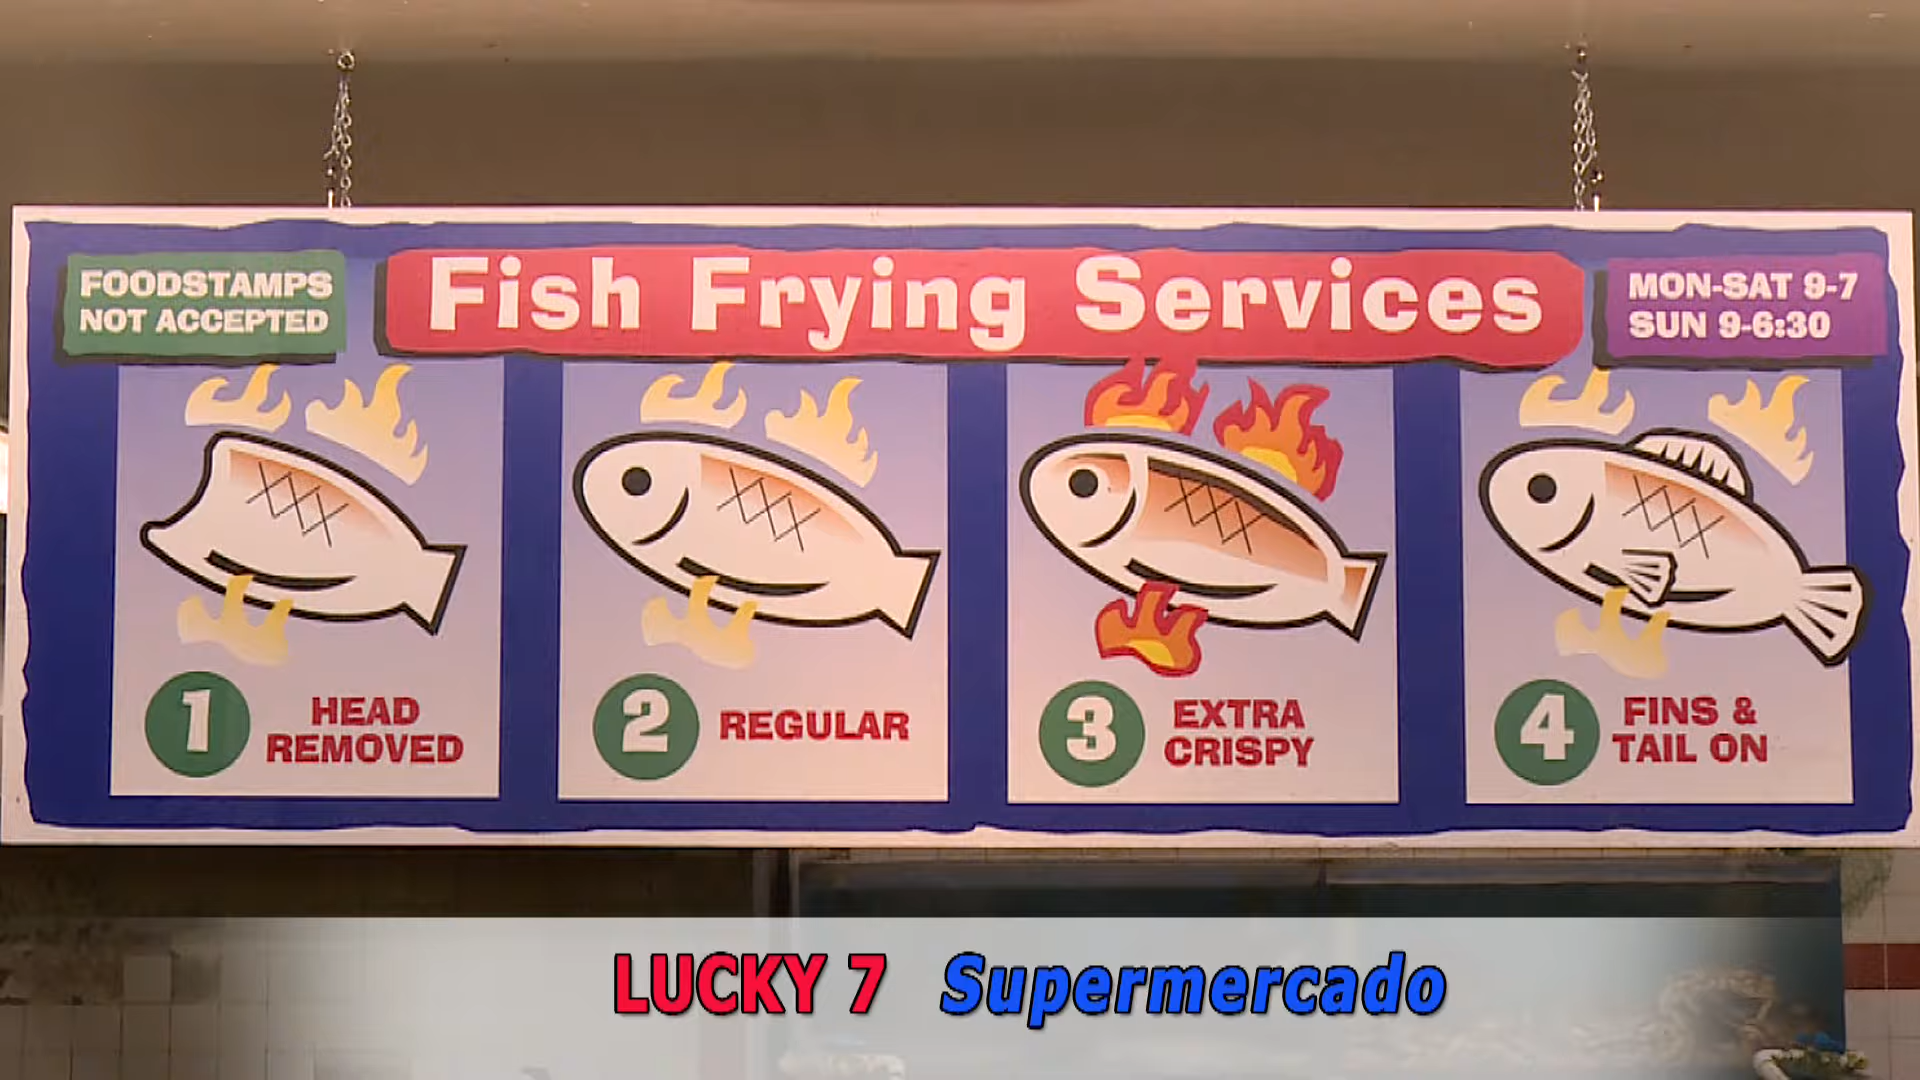 FOODSTAMPS
NOT ACCEPTED
Fish Frying Services
MON-SAT 9-7
SUN 9-6:30
1 HEAD
REMOVED
2 REGULAR
3 EXTRA
CRISPY
4 FINS &
TAIL ON
LUCKY 7 Supermercado